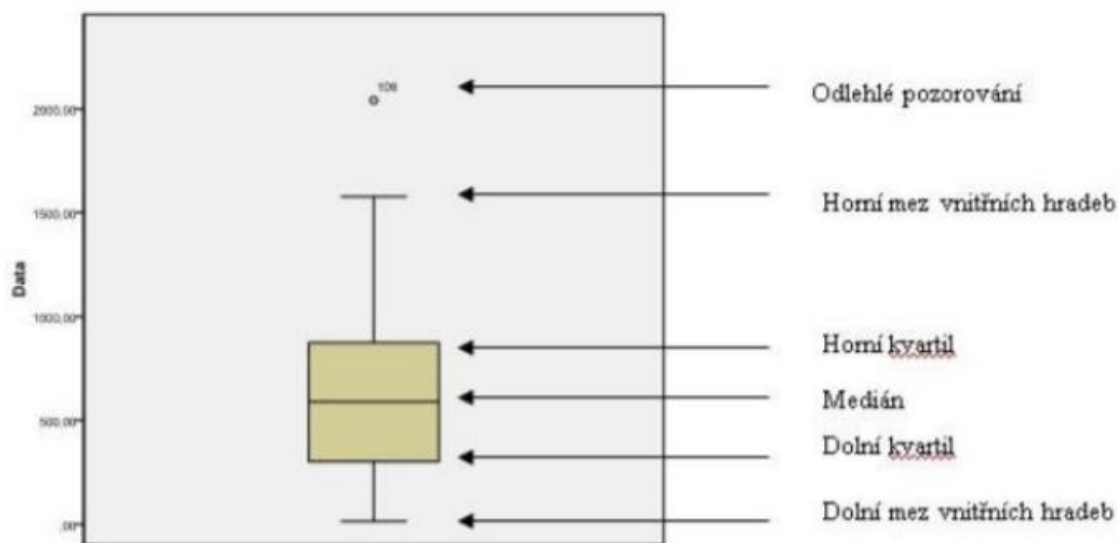 108
Odlehlé pozorování
2000,00
1500,00
Horní mez vnitřních hradeb
Data
1000,00
Horní kvartil
Medián
500,00
Dolní kvartil
Dolní mez vnitřních hradeb
,00